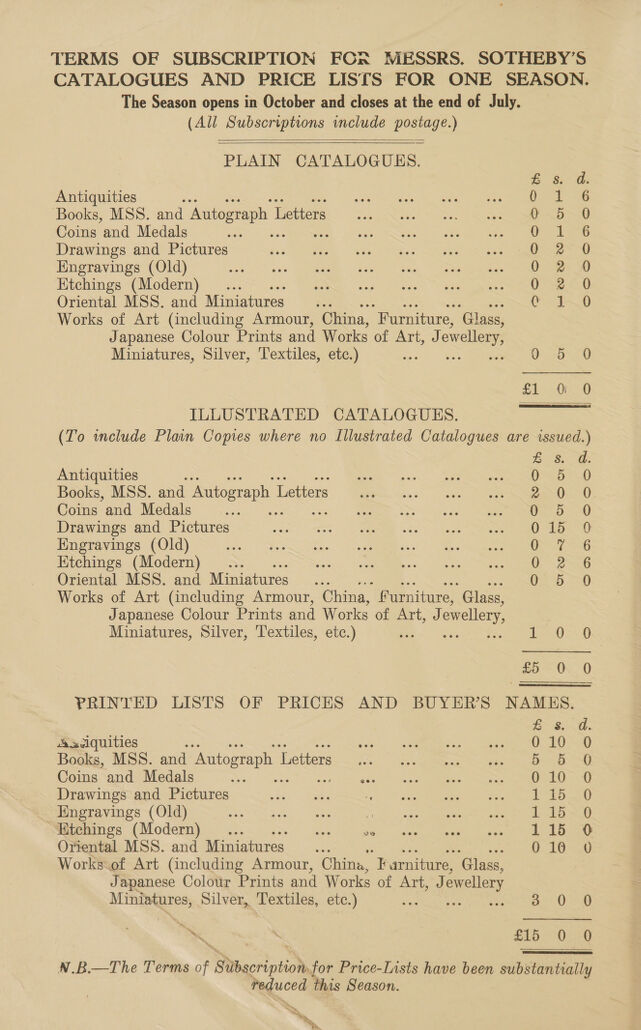 TERMS OF SUBSCRIPTION FOR MESSRS. SOTHEBY'S
CATALOGUES AND PRICE LISTS FOR ONE SEASON.
The Season opens in October and closes at the end of July.
(All Subscriptions include postage.)
PLAIN CATALOGUES.
£ s. d.
Antiquities ... ... ... ... ... ... ... ... 0 1 6
Books, MSS. and Autograph Letters ... ... ... ... 0 5 0
Coins and Medals ... ... ... ... ... ... ... 0 1 6
Drawings and Pictures ... ... ... ... ... ... 0 2 0
Engravings (Old) ... ... ... ... ... ... ... 0 2 0
Etchings (Modern) ... ... ... ... ... ... ... 0 2 0
Oriental MSS. and Miniatures ... ... ... ... ... 0 1 0
Works of Art (including Armour, China, Furniture, Glass,
Japanese Colour Prints and Works of Art, Jewellery,
Miniatures, Silver, Textiles, etc.) ... ... ... 0 5 0
£1 0 0
ILLUSTRATED CATALOGUES.
(To include Plain Copies where no Illustrated Catalogues are issued.)
£ s. d.
Antiquities ... ... ... ... ... ... ... ... 0 5 0
Books, MSS. and Autograph Letters ... ... ... ... 2 0 0
Coins and Medals ... ... ... ... ... ... ... 0 5 0
Drawings and Pictures ... ... ... ... ... ... 0 15 0
Engravings (Old) ... ... ... ... ... ... ... 0 7 6
Etchings (Modern) ... ... ... ... ... ... ... 0 2 6
Oriental MSS. and Miniatures ... ... ... ... ... 0 5 0
Works of Art (including Armour, China, Furniture, Glass,
Japanese Colour Prints and Works of Art, Jewellery,
Miniatures, Silver, Textiles, etc.) ... ... ... 1 0 0
£5 0 0
PRINTED LISTS OF PRICES AND BUYER'S NAMES.
£ s. d.
Antiquities ... ... ... ... ... ... ... ... 0 10 0
Books, MSS. and Autograph Letters ... ... ... ... 5 5 0
Coins and Medals ... ... ... ... ... ... ... 0 10 0
Drawings and Pictures ... ... ... ... ... ... 1 15 0
Engravings (Old) ... ... ... ... ... ... ... 1 15 0
Etchings (Modern) ... ... ... ... ... ... ... 1 15 0
Oriental MSS. and Miniatures ... ... ... ... ... 0 10 0
Works of Art (including Armour, China, Furniture, Glass,
Japanese Colour Prints and Works of Art, Jewellery
Miniatures, Silver, Textiles, etc.) ... ... ... 3 0 0
£15 0 0
N.B.—The Terms of Subscription for Price-Lists have been substantially
reduced this Season.